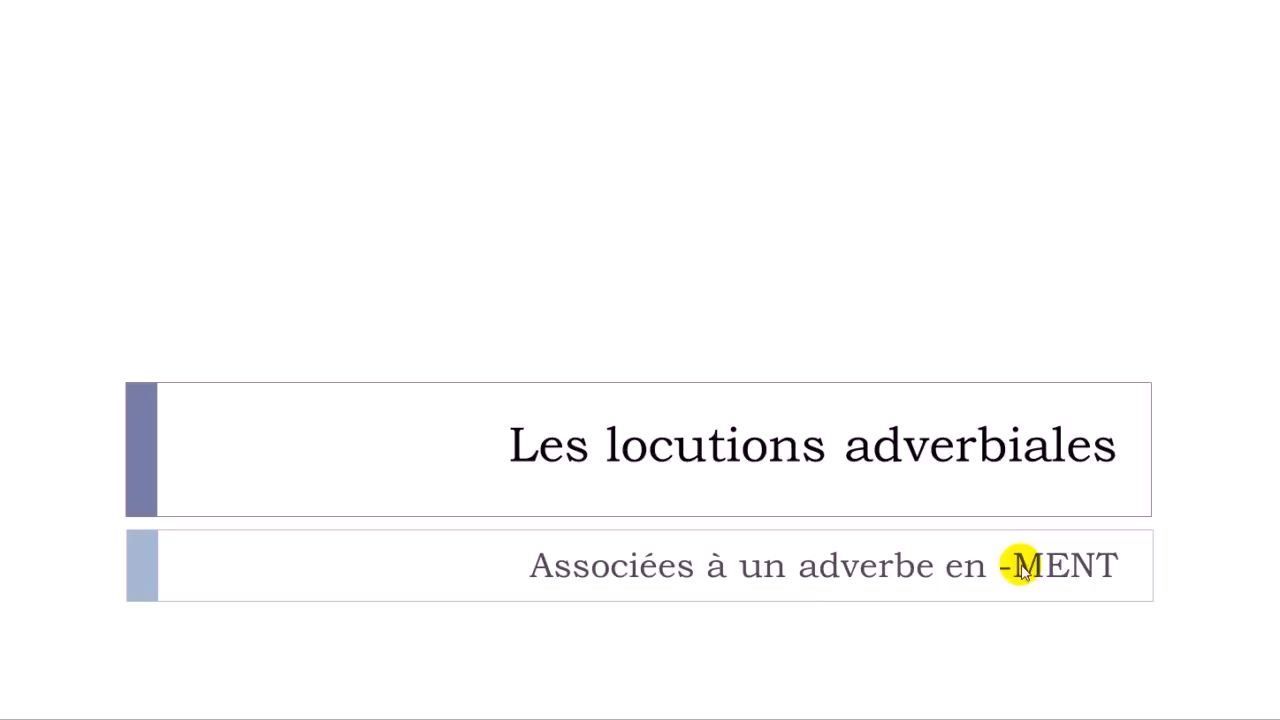 Les locutions adverbiales
Associées à un adverbe en -MENT